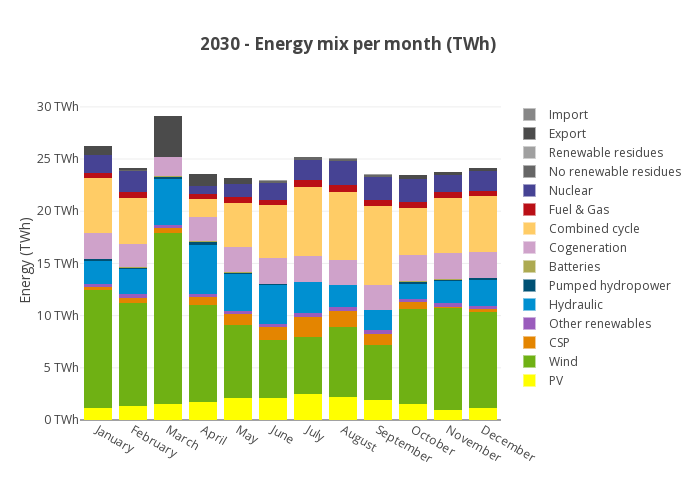 2030 - Energy mix per month (TWh)
30 TWh
25 TWh
20 TWh
15 TWh
10 TWh
5 TWh
0 TWh
Energy (TWh)
January
February
March
April
May
June
July
August
September
October
November
December
Import
Export
Renewable residues
No renewable residues
Nuclear
Fuel & Gas
Combined cycle
Cogeneration
Batteries
Pumped hydropower
Hydraulic
Other renewables
CSP
Wind
PV